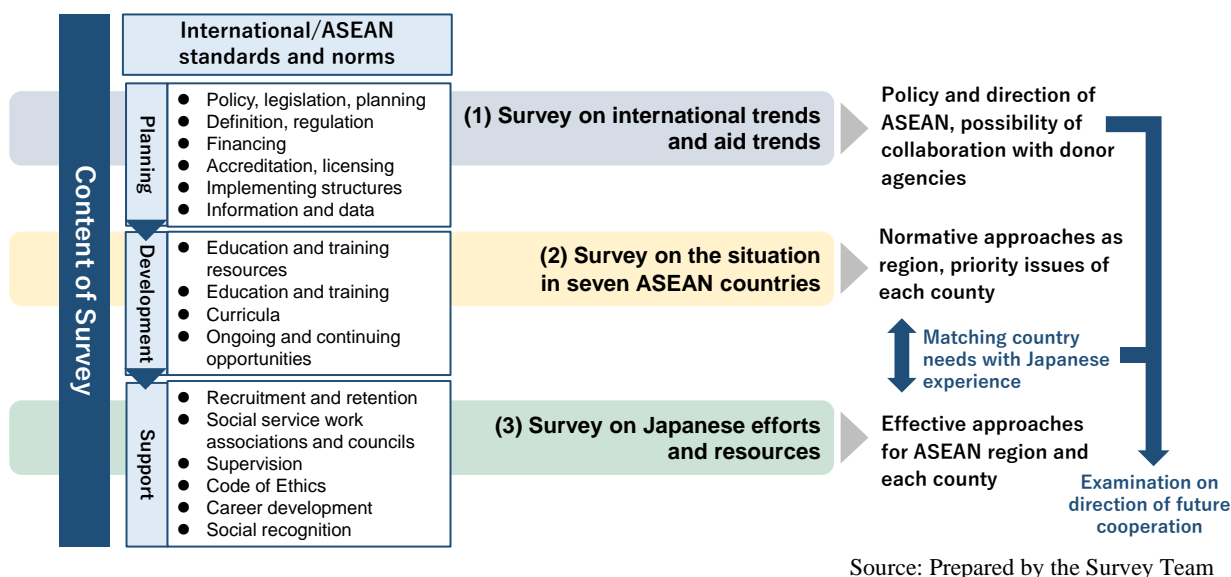 Content of Survey
International/ASEAN
standards and norms
Planning
● Policy, legislation, planning
● Definition, regulation
● Financing
● Accreditation, licensing
● Implementing structures
● Information and data
Development
● Education and training
resources
● Education and training
● Curricula
● Ongoing and continuing
opportunities
Support
● Recruitment and retention
● Social service work
associations and councils
● Supervision
● Code of Ethics
● Career development
● Social recognition
(1) Survey on international trends
and aid trends
Policy and direction of
ASEAN, possibility of
collaboration with donor
agencies
(2) Survey on the situation
in seven ASEAN countries
Normative approaches as
region, priority issues of
each county
Matching country
needs with Japanese
experience
(3) Survey on Japanese efforts
and resources
Effective approaches
for ASEAN region and
each county
Examination on
direction of future
cooperation
Source: Prepared by the Survey Team